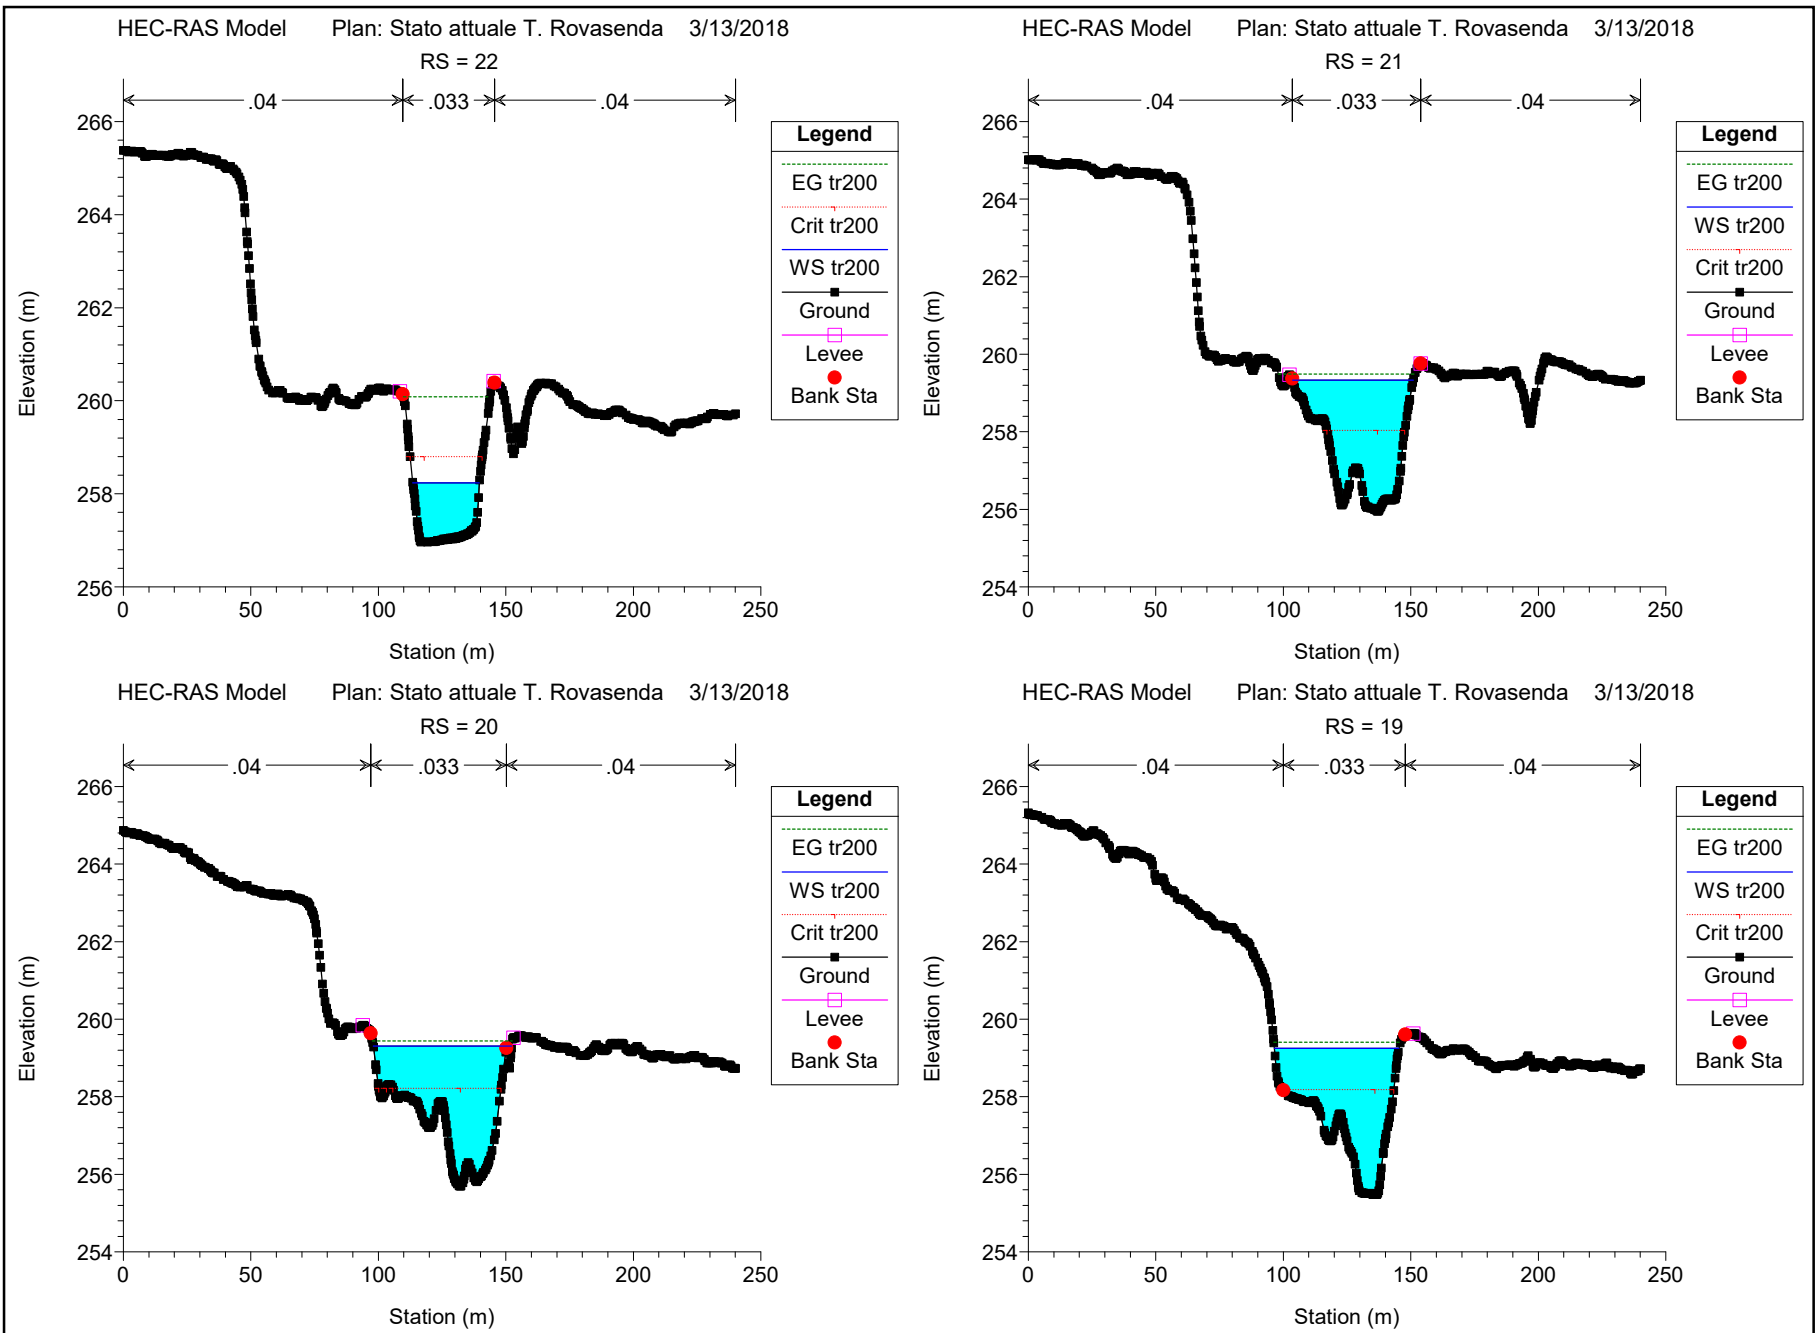 HEC-RAS Model Plan: Stato attuale T. Rovasenda 3/13/2018
RS = 22
.04 .033 .04
266
264
262
260
258
256
0 50 100 150 200 250
Station (m)
Elevation (m)
Legend
EG tr200
Crit tr200
WS tr200
Ground
Levee
Bank Sta
HEC-RAS Model Plan: Stato attuale T. Rovasenda 3/13/2018
RS = 21
.04 .033 .04
266
264
262
260
258
256
254
0 50 100 150 200 250
Station (m)
Elevation (m)
Legend
EG tr200
WS tr200
Crit tr200
Ground
Levee
Bank Sta
HEC-RAS Model Plan: Stato attuale T. Rovasenda 3/13/2018
RS = 20
.04 .033 .04
266
264
262
260
258
256
254
0 50 100 150 200 250
Station (m)
Elevation (m)
Legend
EG tr200
WS tr200
Crit tr200
Ground
Levee
Bank Sta
HEC-RAS Model Plan: Stato attuale T. Rovasenda 3/13/2018
RS = 19
.04 .033 .04
266
264
262
260
258
256
254
0 50 100 150 200 250
Station (m)
Elevation (m)
Legend
EG tr200
WS tr200
Crit tr200
Ground
Levee
Bank Sta